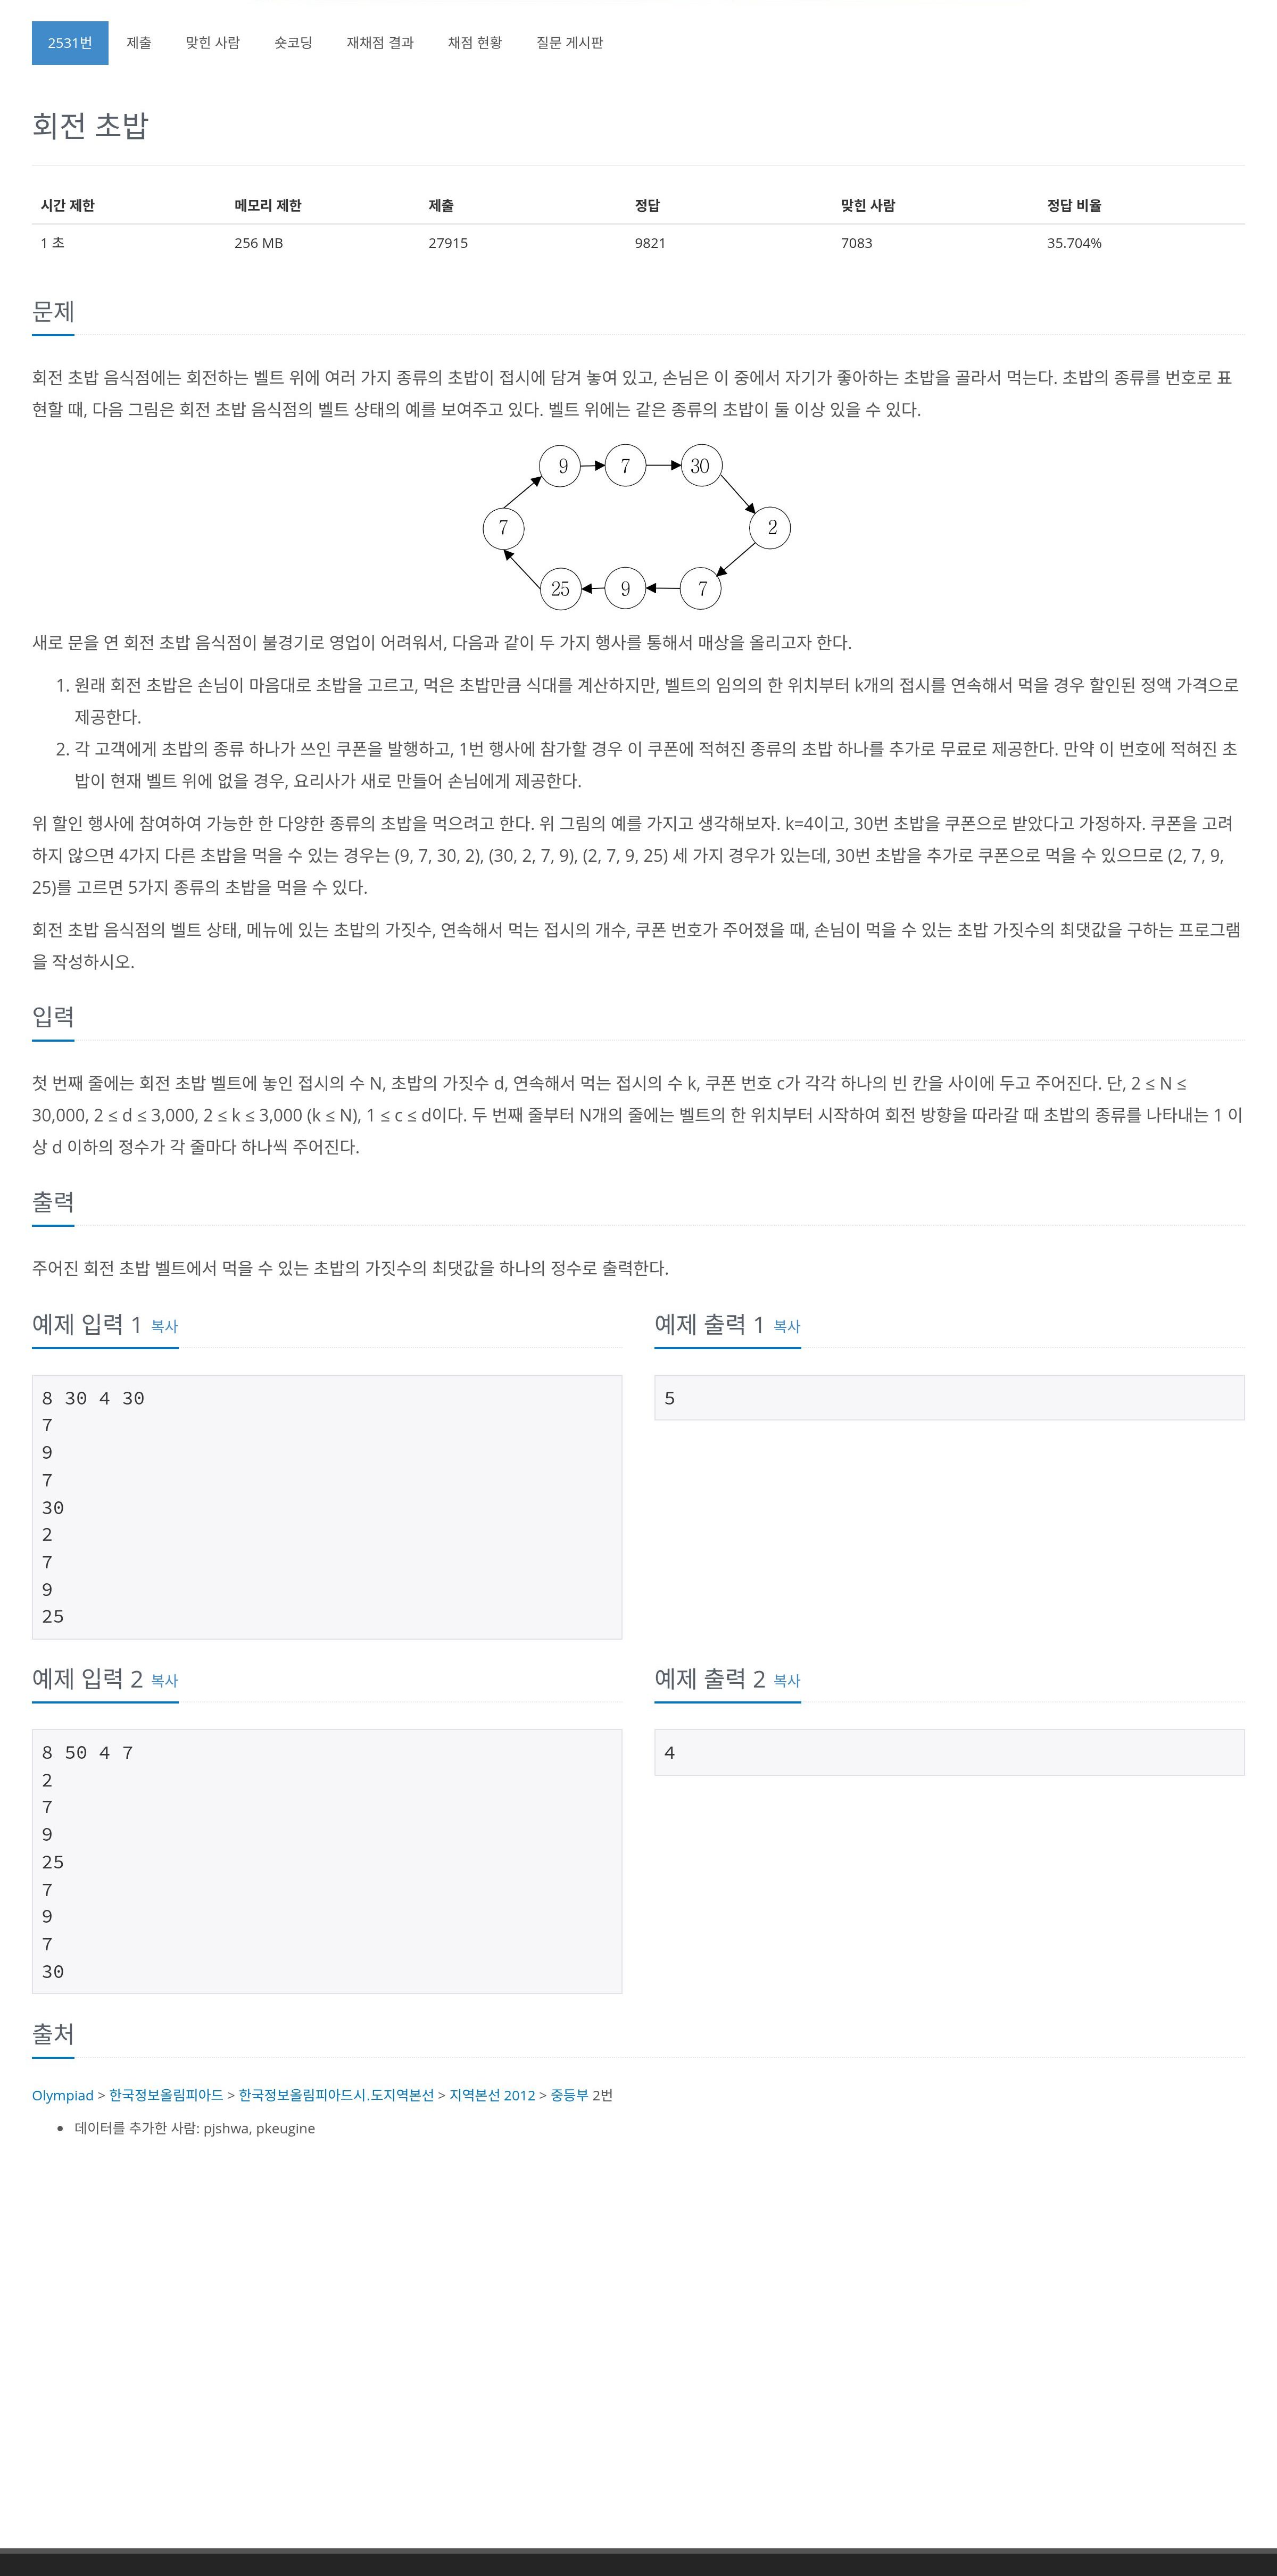 2531번 제출 맞힌 사람 숏코딩 재채점 결과 채점 현황 질문 게시판
회전 초밥
시간 제한 메모리 제한 제출 정답 맞힌 사람 정답 비율
1 초 256 MB 27915 9821 7083 35.704%
문제
회전 초밥 음식점에는 회전하는 벨트 위에 여러 가지 종류의 초밥이 접시에 담겨 놓여 있고, 손님은 이 중에서 자기가 좋아하는 초밥을 골라서 먹는다. 초밥의 종류를 번호로 표
현할 때, 다음 그림은 회전 초밥 음식점의 벨트 상태의 예를 보여주고 있다. 벨트 위에는 같은 종류의 초밥이 둘 이상 있을 수 있다.
9 7 30
7 2
25 9 7
새로 문을 연 회전 초밥 음식점이 불경기로 영업이 어려워서, 다음과 같이 두 가지 행사를 통해서 매상을 올리고자 한다.
1. 원래 회전 초밥은 손님이 마음대로 초밥을 고르고, 먹은 초밥만큼 식대를 계산하지만, 벨트의 임의의 한 위치부터 k개의 접시를 연속해서 먹을 경우 할인된 정액 가격으로
제공한다.
2. 각 고객에게 초밥의 종류 하나가 쓰인 쿠폰을 발행하고, 1번 행사에 참가할 경우 이 쿠폰에 적혀진 종류의 초밥 하나를 추가로 무료로 제공한다. 만약 이 번호에 적혀진 초
밥이 현재 벨트 위에 없을 경우, 요리사가 새로 만들어 손님에게 제공한다.
위 할인 행사에 참여하여 가능한 한 다양한 종류의 초밥을 먹으려고 한다. 위 그림의 예를 가지고 생각해보자. k=4이고, 30번 초밥을 쿠폰으로 받았다고 가정하자. 쿠폰을 고려
하지 않으면 4가지 다른 초밥을 먹을 수 있는 경우는 (9, 7, 30, 2), (30, 2, 7, 9), (2, 7, 9, 25) 세 가지 경우가 있는데, 30번 초밥을 추가로 쿠폰으로 먹을 수 있으므로 (2, 7, 9,
25)를 고르면 5가지 종류의 초밥을 먹을 수 있다.
회전 초밥 음식점의 벨트 상태, 메뉴에 있는 초밥의 가짓수, 연속해서 먹는 접시의 개수, 쿠폰 번호가 주어졌을 때, 손님이 먹을 수 있는 초밥 가짓수의 최댓값을 구하는 프로그램
을 작성하시오.
입력
첫 번째 줄에는 회전 초밥 벨트에 놓인 접시의 수 N, 초밥의 가짓수 d, 연속해서 먹는 접시의 수 k, 쿠폰 번호 c가 각각 하나의 빈 칸을 사이에 두고 주어진다. 단, 2 ≤ N ≤
30,000, 2 ≤ d ≤ 3,000, 2 ≤ k ≤ 3,000 (k ≤ N), 1 ≤ c ≤ d이다. 두 번째 줄부터 N개의 줄에는 벨트의 한 위치부터 시작하여 회전 방향을 따라갈 때 초밥의 종류를 나타내는 1 이
상 d 이하의 정수가 각 줄마다 하나씩 주어진다.
출력
주어진 회전 초밥 벨트에서 먹을 수 있는 초밥의 가짓수의 최댓값을 하나의 정수로 출력한다.
예제 입력 1 복사
8 30 4 30
7
9
7
30
2
7
9
25
예제 출력 1 복사
5
예제 입력 2 복사
8 50 4 7
2
7
9
25
7
9
7
30
예제 출력 2 복사
4
출처
Olympiad > 한국정보올림피아드 > 한국정보올림피아드시.도지역본선 > 지역본선 2012 > 중등부 2번
• 데이터를 추가한 사람: pjshwa, pkeugine